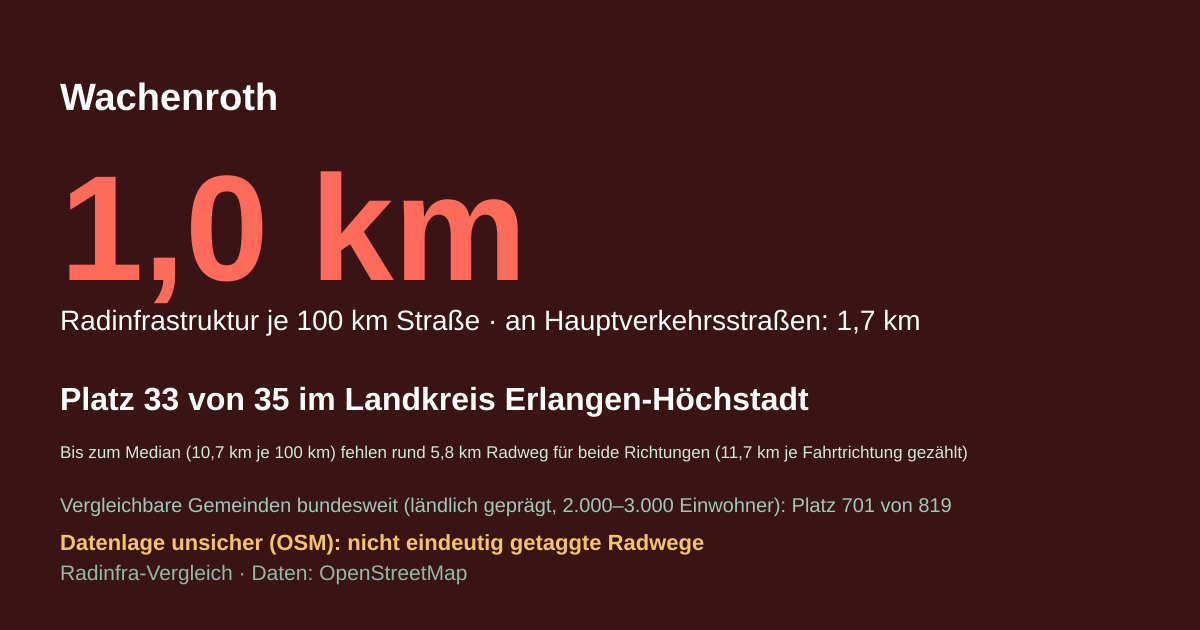 Wachenroth
1,0 km
Radinfrastruktur je 100 km Straße · an Hauptverkehrsstraßen: 1,7 km
Platz 33 von 35 im Landkreis Erlangen-Höchstadt
Bis zum Median (10,7 km je 100 km) fehlen rund 5,8 km Radweg für beide Richtungen (11,7 km je Fahrtrichtung gezählt)
Vergleichbare Gemeinden bundesweit (ländlich geprägt, 2.000–3.000 Einwohner): Platz 701 von 819
Datenlage unsicher (OSM): nicht eindeutig getaggte Radwege
Radinfra-Vergleich · Daten: OpenStreetMap